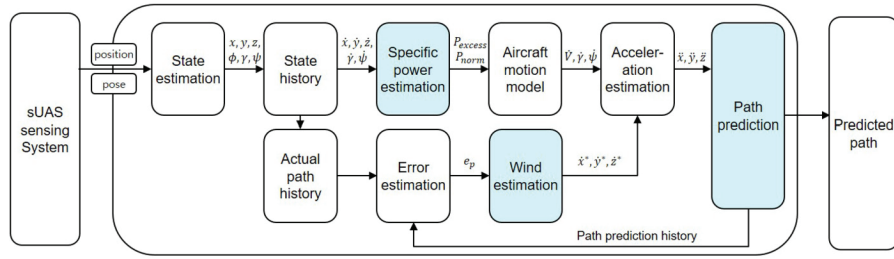 sUAS
sensing
System
position
pose
State
estimation
x, y, z,
ϕ, γ, ψ
State
history
ẋ, ẏ, ż,
γ̇, ψ̇
Specific
power
estimation
P_excess
P_norm
Aircraft
motion
model
V̇, γ̇, ψ̇
Acceler-
ation
estimation
ẍ, ÿ, z̈
Path
prediction
Predicted
path
Actual
path
history
Error
estimation
e_p
Wind
estimation
ẋ*, ẏ*, ż*
Path prediction history